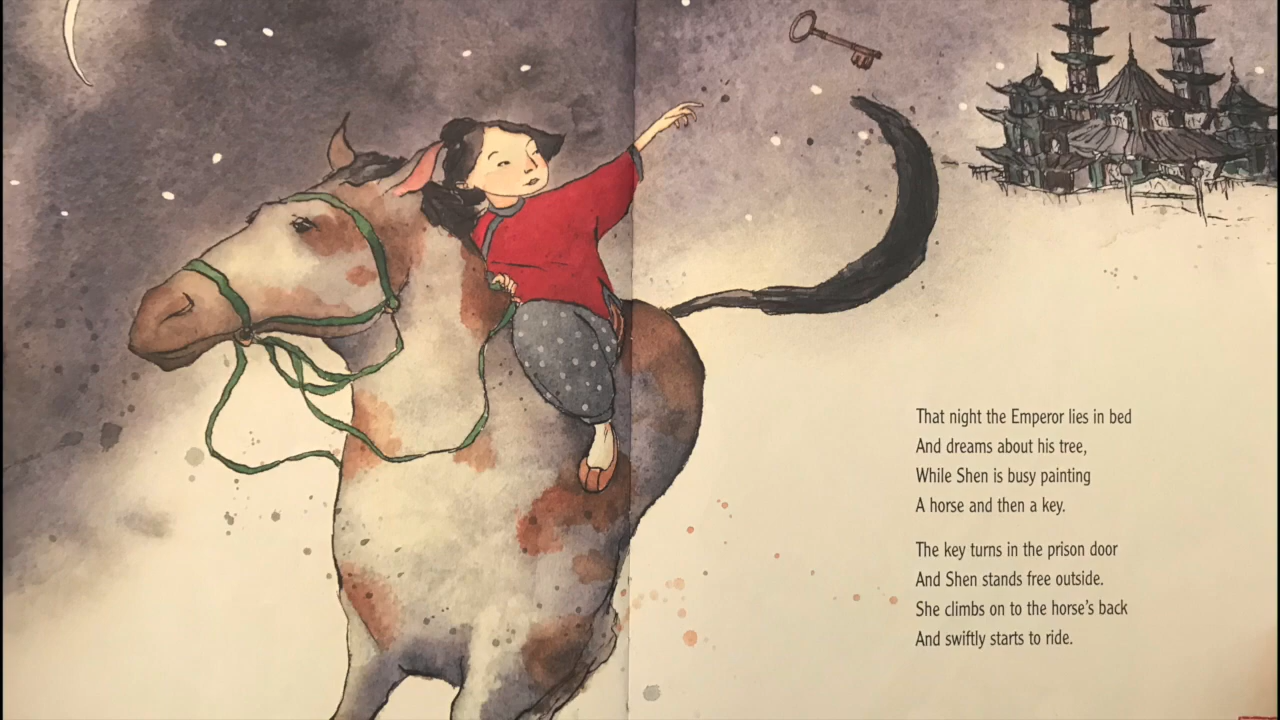 That night the Emperor lies in bed
And dreams about his tree,
While Shen is busy painting
A horse and then a key.
The key turns in the prison door
And Shen stands free outside.
She climbs on to the horse's back
And swiftly starts to ride.